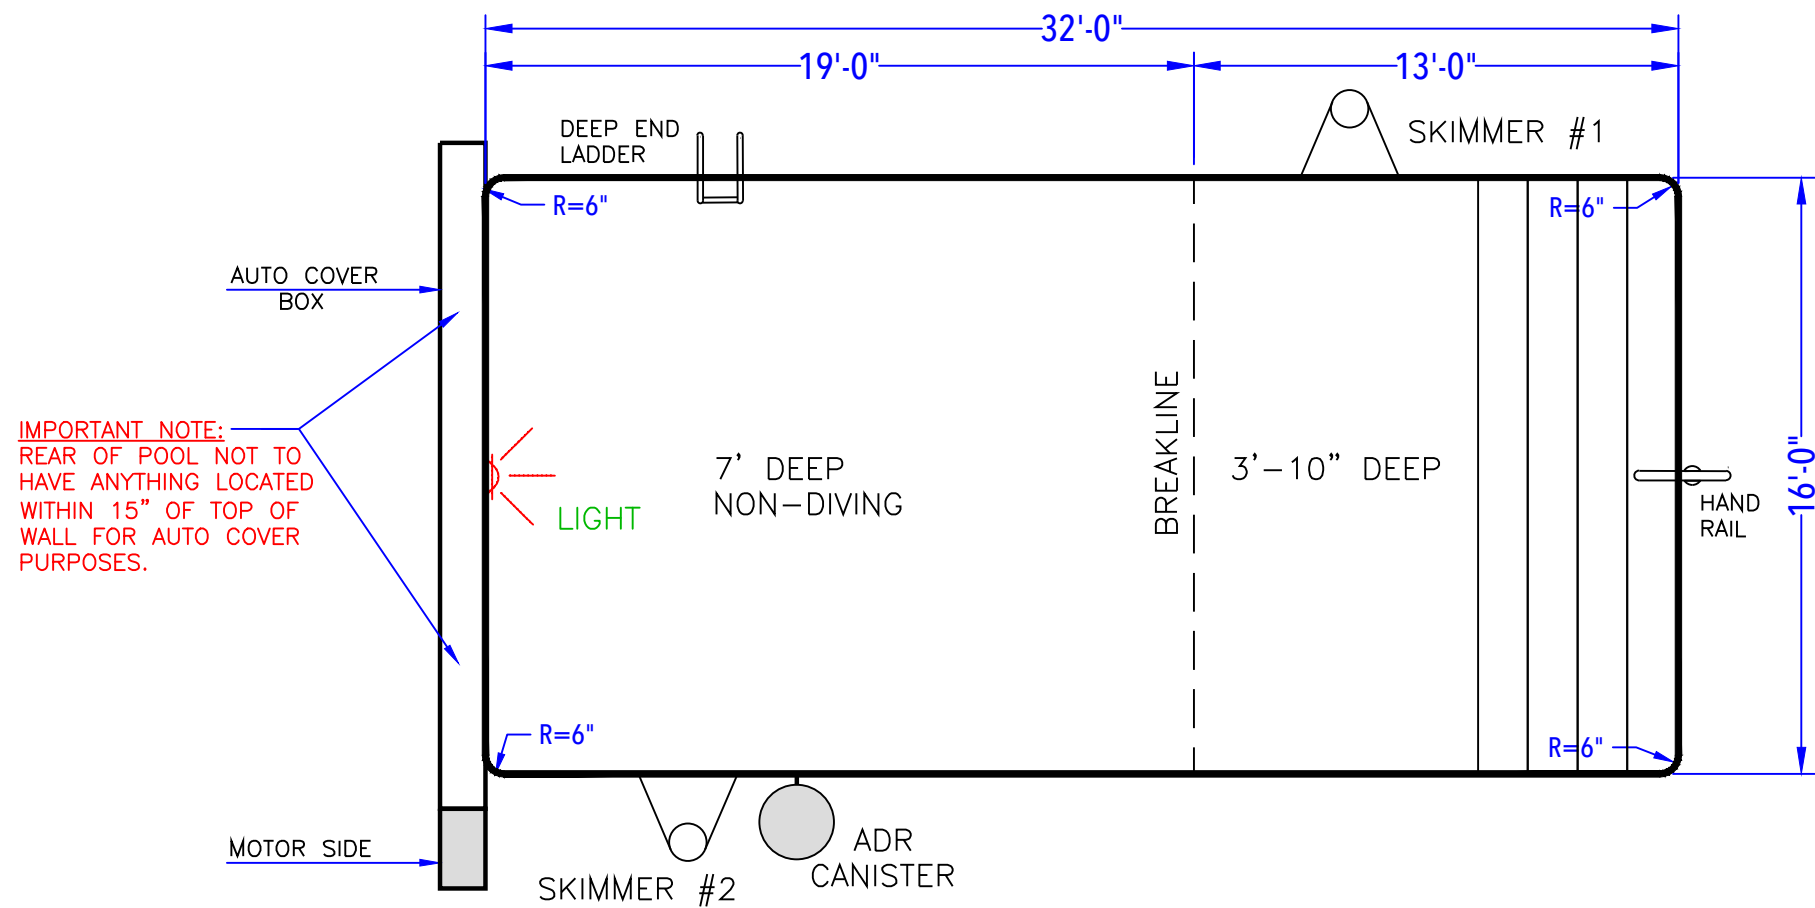 32'-0"
19'-0"
13'-0"
DEEP END
LADDER
SKIMMER #1
R=6"
R=6"
AUTO COVER
BOX
IMPORTANT NOTE:
REAR OF POOL NOT TO
HAVE ANYTHING LOCATED
WITHIN 15” OF TOP OF
WALL FOR AUTO COVER
PURPOSES.
LIGHT
7’ DEEP
NON-DIVING
BREAKLINE
3’-10” DEEP
HAND
RAIL
16'-0"
R=6"
R=6"
MOTOR SIDE
SKIMMER #2
ADR
CANISTER